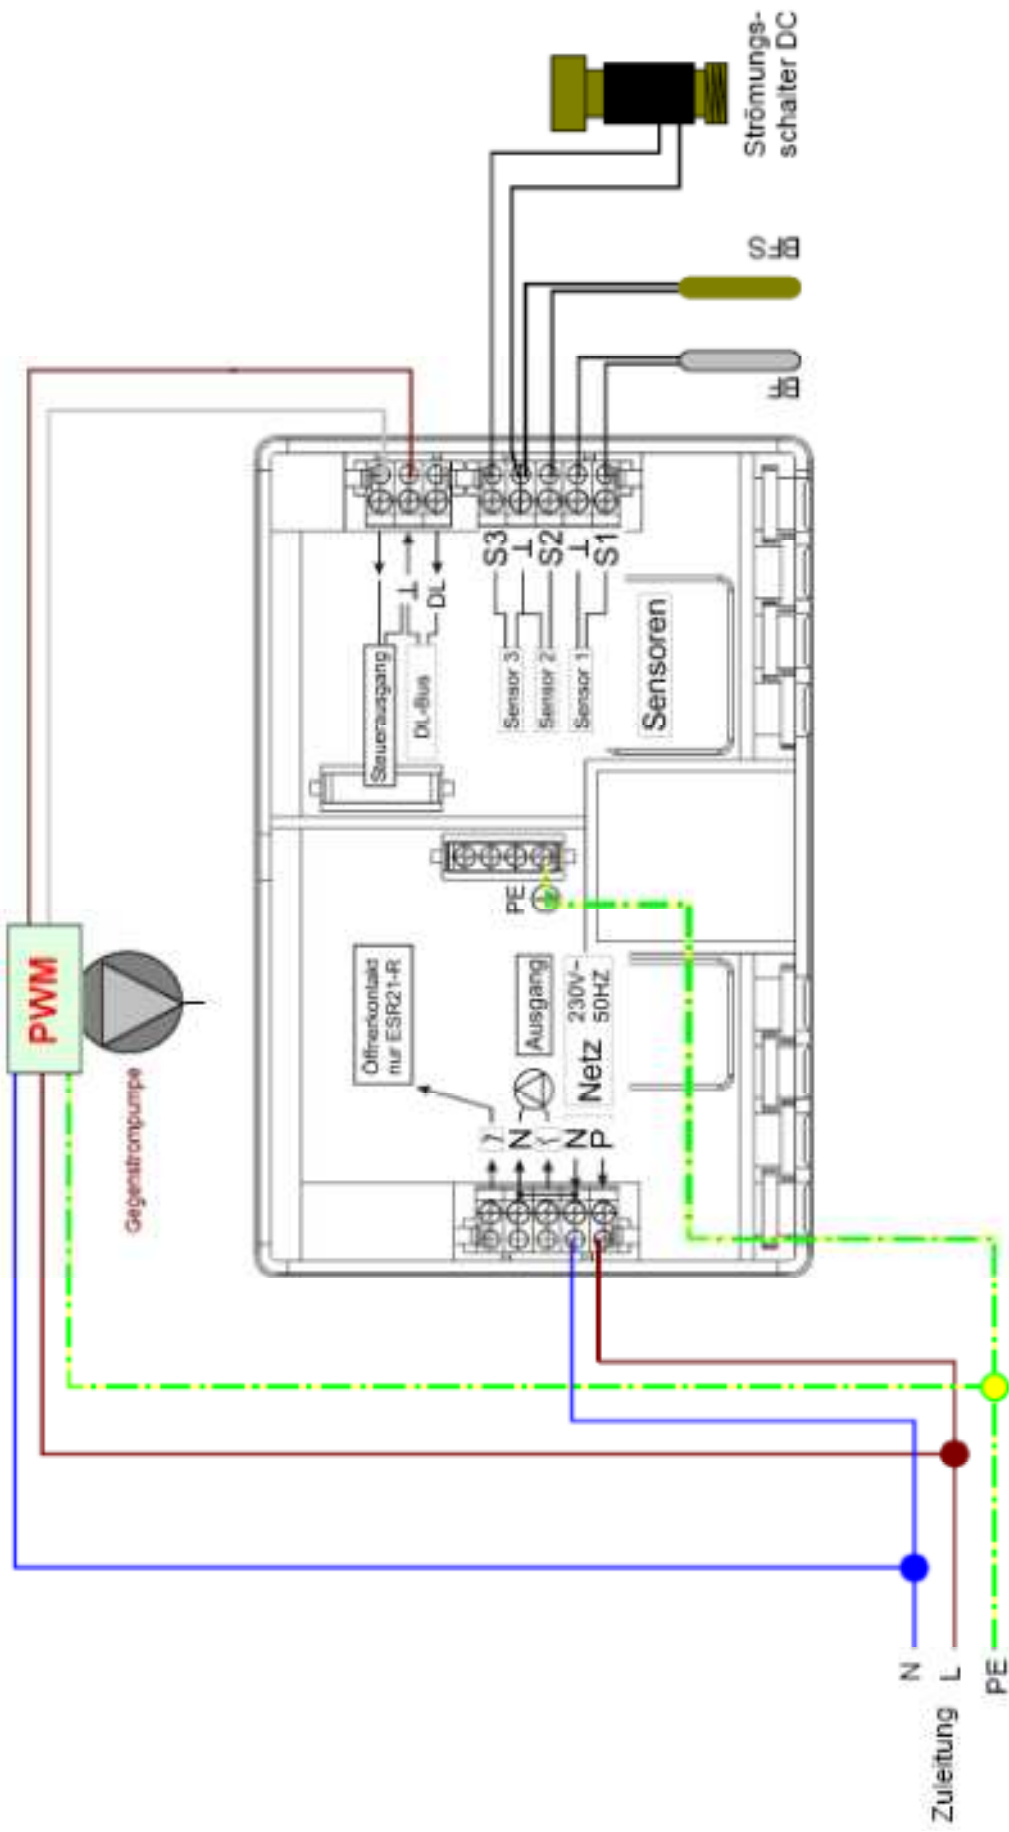 Strömungs-
schalter DC
BFS
BF
S3
⊥
S2
⊥
S1
⊥
DL
Steuerausgang
DL-Bus
Sensor 3
Sensor 2
Sensor 1
Sensoren
PWM
Gegenstrompumpe
PE
Öffnerkontakt
nur ESR21-R
Ausgang
230V~
50HZ
Netz
N
N
P
N
L
PE
Zuleitung